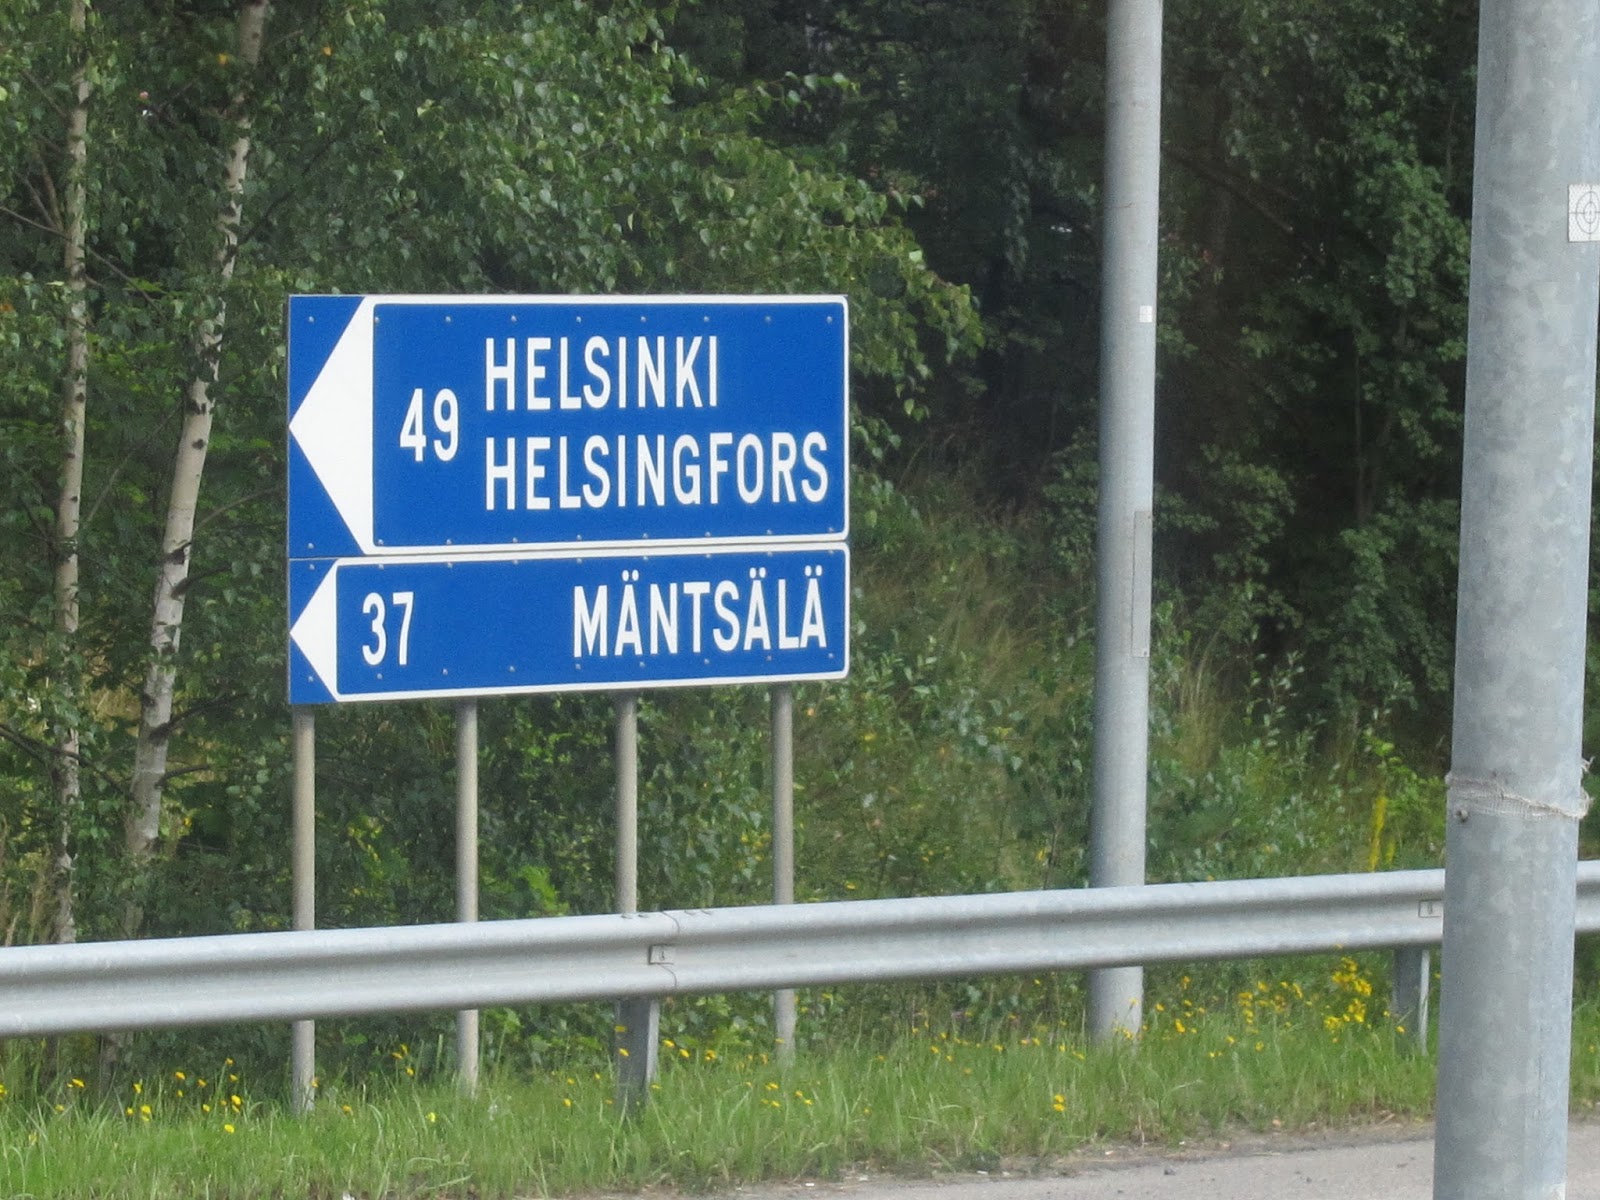 49 HELSINKI
HELSINGFORS
37 MÄNTSÄLÄ